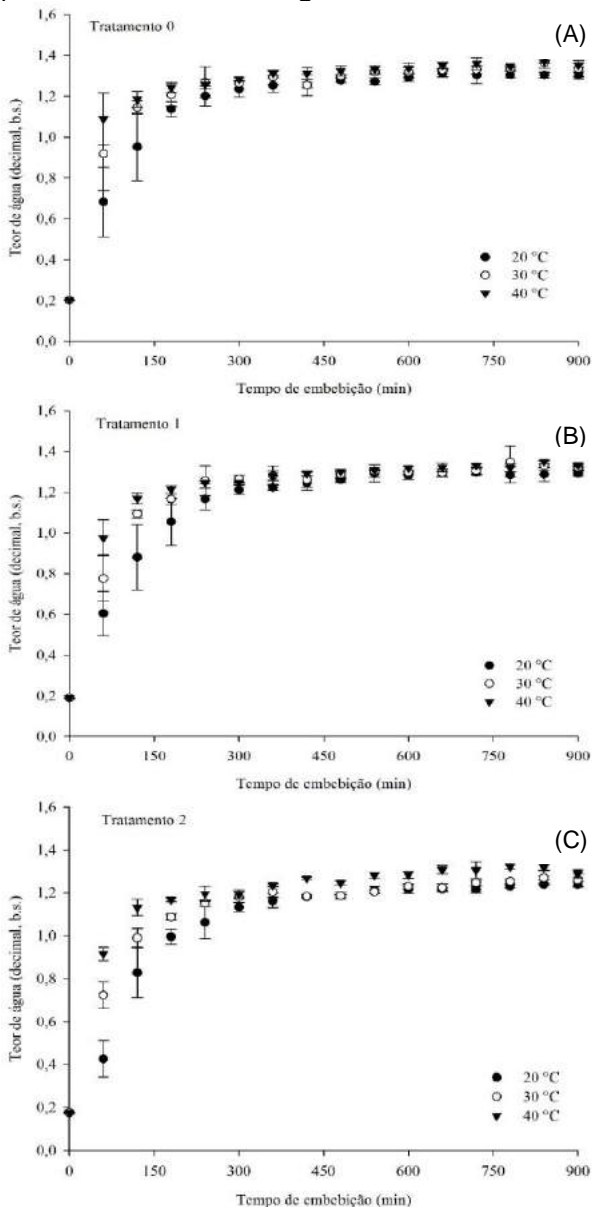 Tratamento 0
(A)
1,6
1,4
1,2
1,0
0,8
0,6
0,4
0,2
0,0
Teor de água (decimal, b.s.)
20 °C
30 °C
40 °C
0 150 300 450 600 750 900
Tempo de embebição (min)
Tratamento 1
(B)
1,6
1,4
1,2
1,0
0,8
0,6
0,4
0,2
0,0
Teor de água (decimal, b.s.)
20 °C
30 °C
40 °C
0 150 300 450 600 750 900
Tempo de embebição (min)
Tratamento 2
(C)
1,6
1,4
1,2
1,0
0,8
0,6
0,4
0,2
0,0
Teor de água (decimal, b.s.)
20 °C
30 °C
40 °C
0 150 300 450 600 750 900
Tempo de embebição (min)